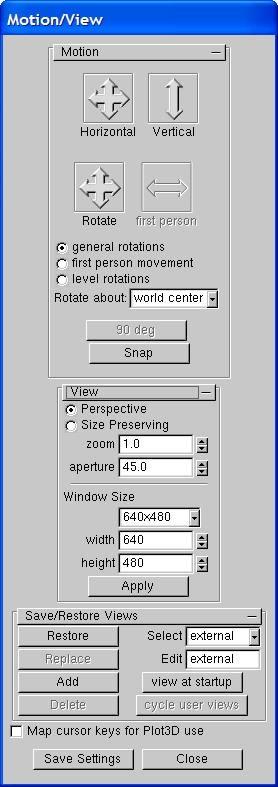 Motion/View
Motion
Horizontal Vertical
Rotate first person
general rotations
first person movement
level rotations
Rotate about: world center
90 deg
Snap
View
Perspective
Size Preserving
zoom 1.0
aperture 45.0
Window Size
640x480
width 640
height 480
Apply
Save/Restore Views
Restore Select external
Replace Edit external
Add view at startup
Delete cycle user views
Map cursor keys for Plot3D use
Save Settings Close